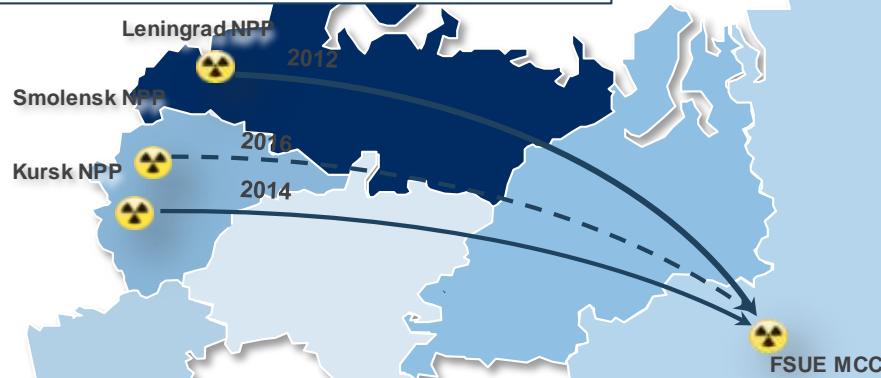 Leningrad NPP
2012
Smolensk NPP
2016
Kursk NPP
2014
FSUE MCC